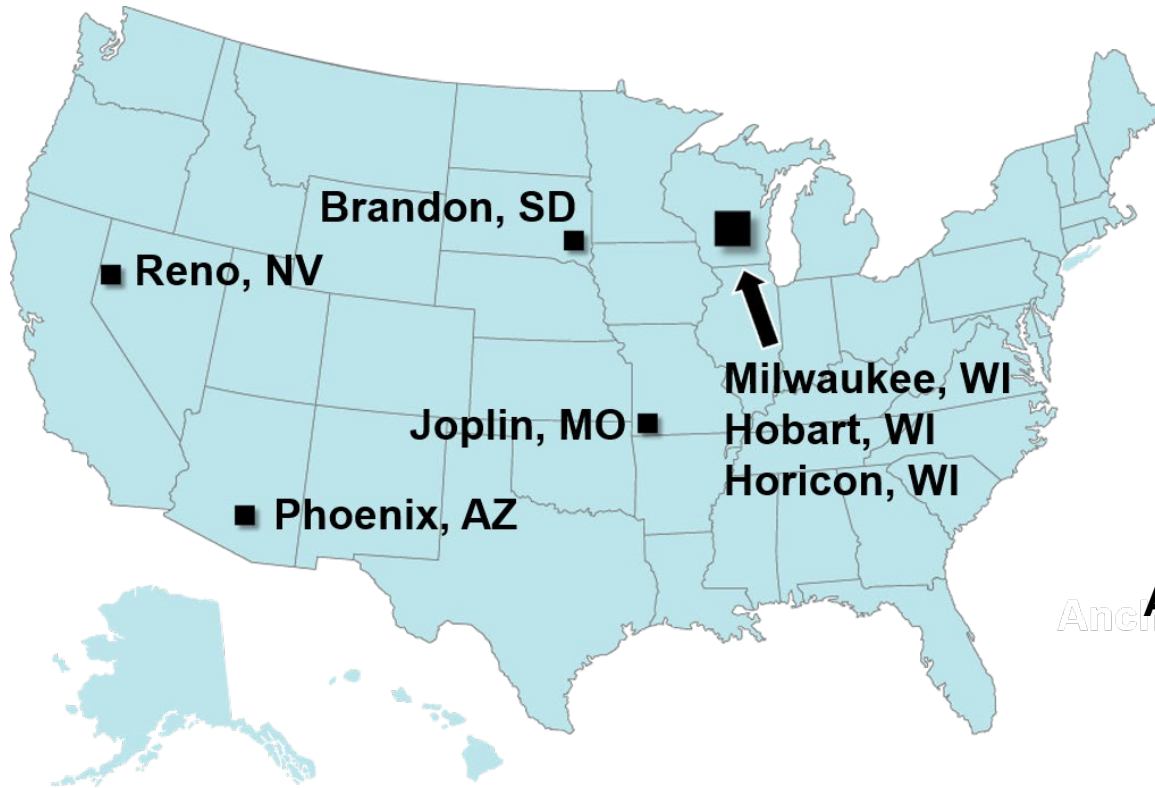 Brandon, SD
Reno, NV
Milwaukee, WI
Joplin, MO
Hobart, WI
Horicon, WI
Phoenix, AZ